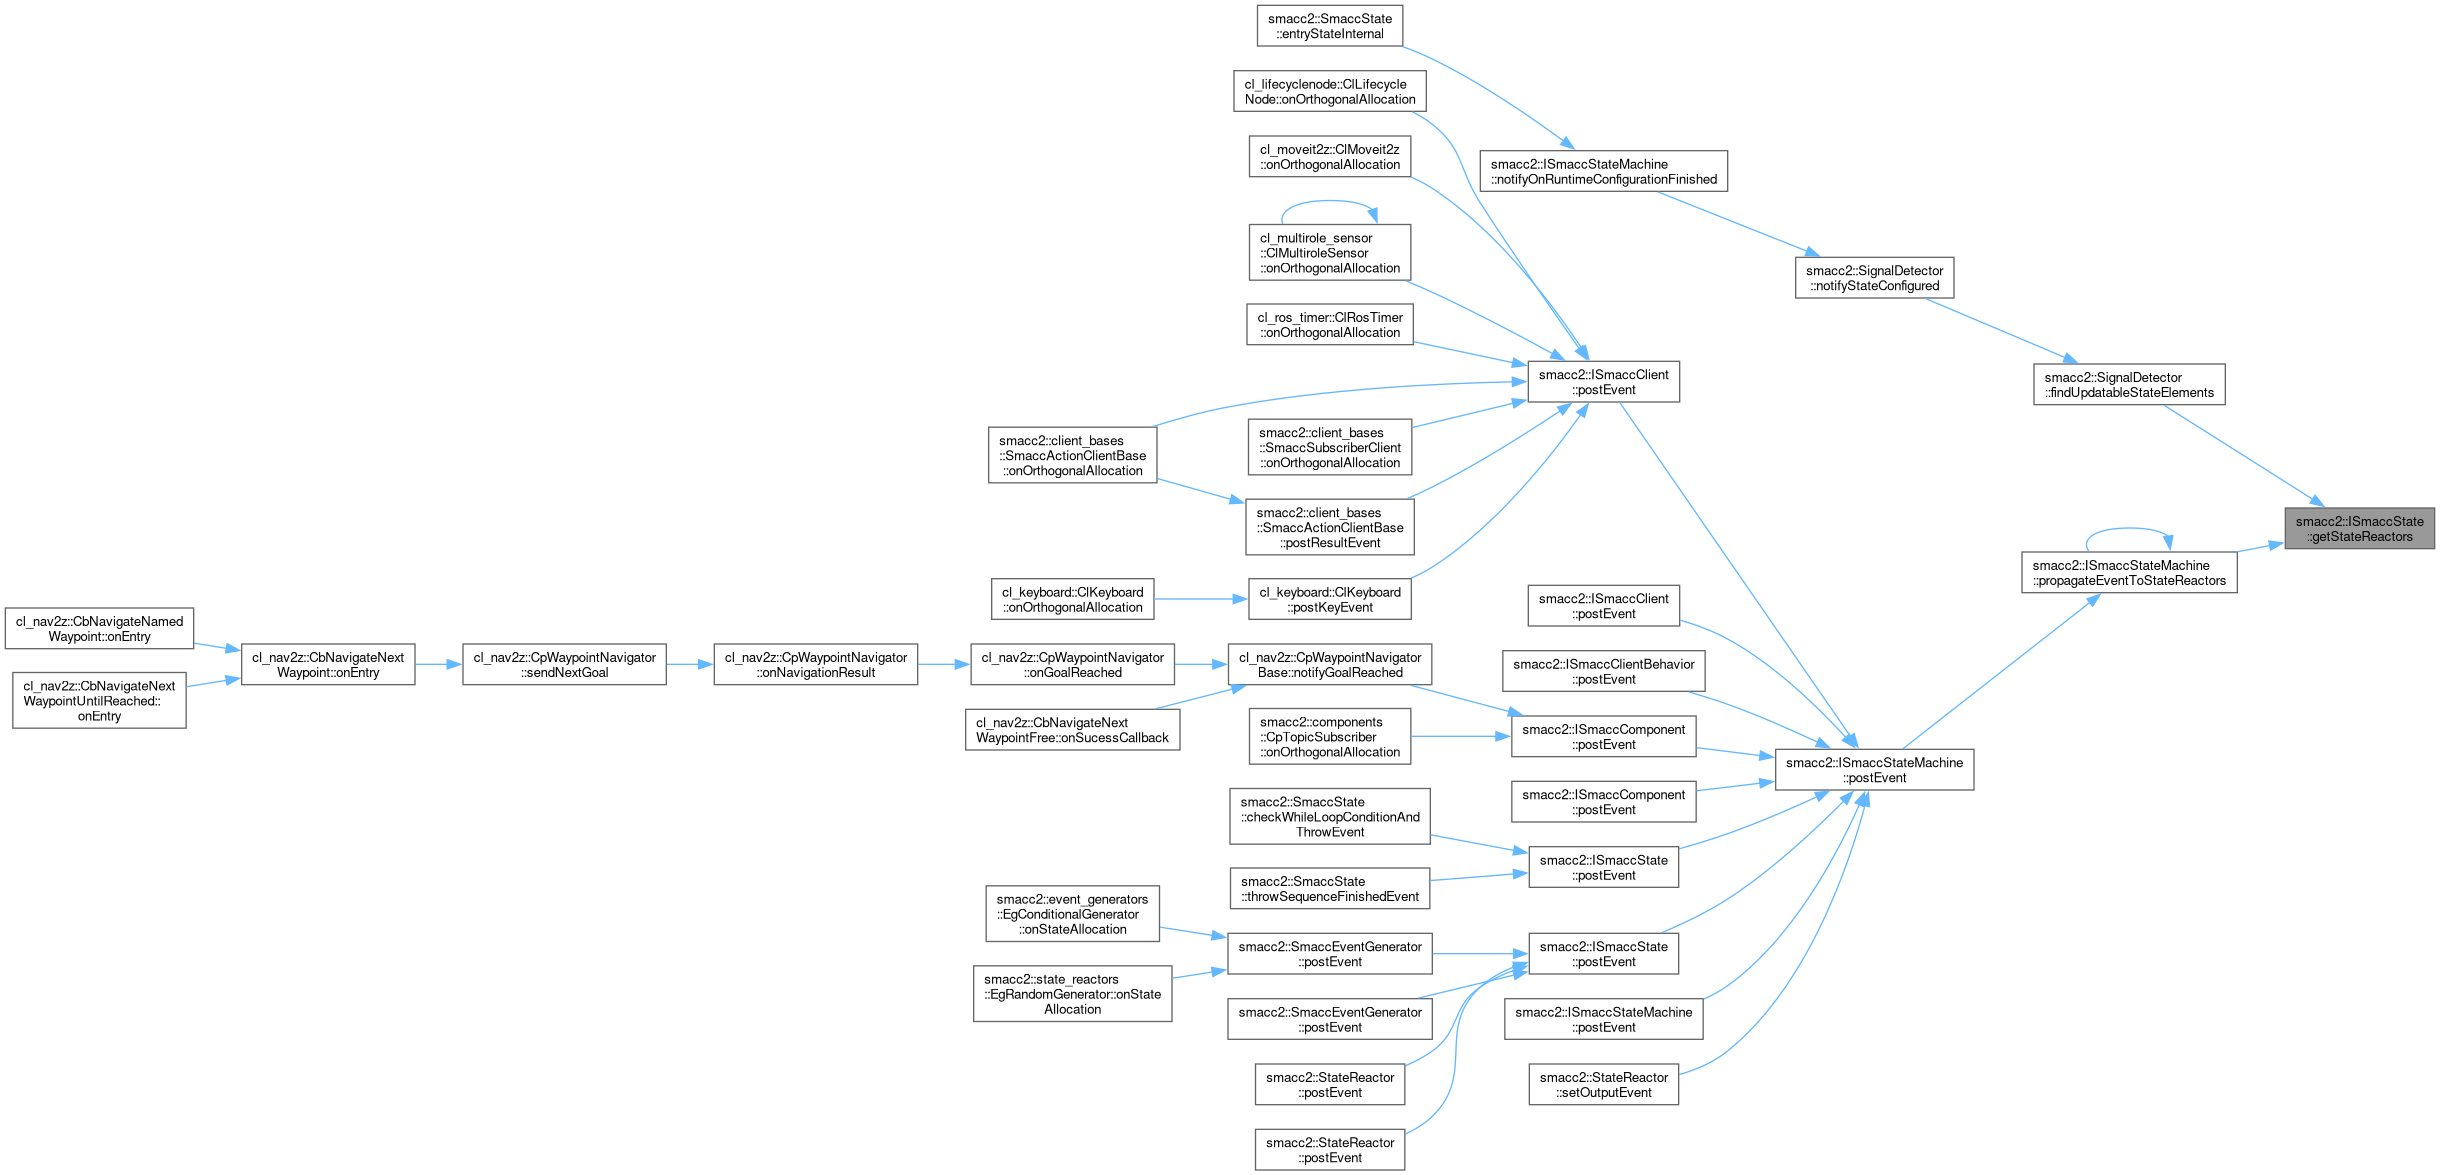 smacc2::SmaccState
::entryStateInternal
cl_lifecyclenode::ClLifecycle
Node::onOrthogonalAllocation
cl_moveit2z::ClMoveit2z
::onOrthogonalAllocation
smacc2::ISmaccStateMachine
::notifyOnRuntimeConfigurationFinished
cl_multirole_sensor
::ClMultiroleSensor
::onOrthogonalAllocation
smacc2::SignalDetector
::notifyStateConfigured
cl_ros_timer::ClRosTimer
::onOrthogonalAllocation
smacc2::ISmaccClient
::postEvent
smacc2::SignalDetector
::findUpdatableStateElements
smacc2::client_bases
::SmaccActionClientBase
::onOrthogonalAllocation
smacc2::client_bases
::SmaccSubscriberClient
::onOrthogonalAllocation
smacc2::client_bases
::SmaccActionClientBase
::postResultEvent
smacc2::ISmaccState
::getStateReactors
smacc2::ISmaccStateMachine
::propagateEventToStateReactors
cl_keyboard::ClKeyboard
::onOrthogonalAllocation
cl_keyboard::ClKeyboard
::postKeyEvent
smacc2::ISmaccClient
::postEvent
cl_nav2z::CbNavigateNamed
Waypoint::onEntry
cl_nav2z::CbNavigateNext
WaypointUntilReached::
onEntry
cl_nav2z::CbNavigateNext
Waypoint::onEntry
cl_nav2z::CpWaypointNavigator
::sendNextGoal
cl_nav2z::CpWaypointNavigator
::onNavigationResult
cl_nav2z::CpWaypointNavigator
::onGoalReached
cl_nav2z::CpWaypointNavigator
Base::notifyGoalReached
smacc2::ISmaccClientBehavior
::postEvent
cl_nav2z::CbNavigateNext
WaypointFree::onSucessCallback
smacc2::components
::CpTopicSubscriber
::onOrthogonalAllocation
smacc2::ISmaccComponent
::postEvent
smacc2::ISmaccStateMachine
::postEvent
smacc2::ISmaccComponent
::postEvent
smacc2::SmaccState
::checkWhileLoopConditionAnd
ThrowEvent
smacc2::ISmaccState
::postEvent
smacc2::SmaccState
::throwSequenceFinishedEvent
smacc2::event_generators
::EgConditionalGenerator
::onStateAllocation
smacc2::SmaccEventGenerator
::postEvent
smacc2::ISmaccState
::postEvent
smacc2::state_reactors
::EgRandomGenerator::onState
Allocation
smacc2::SmaccEventGenerator
::postEvent
smacc2::ISmaccStateMachine
::postEvent
smacc2::StateReactor
::postEvent
smacc2::StateReactor
::setOutputEvent
smacc2::StateReactor
::postEvent